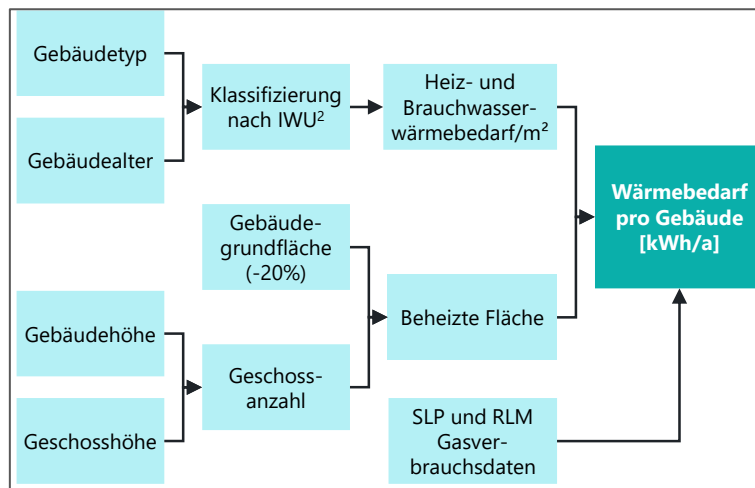 Gebäudetyp
Gebäudealter
Klassifizierung
nach IWU²
Heiz- und
Brauchwasser-
wärmebedarf/m²
Wärmebedarf
pro Gebäude
[kWh/a]
Gebäude-
grundfläche
(-20%)
Gebäudehöhe
Geschosshöhe
Geschoss-
anzahl
Beheizte Fläche
SLP und RLM
Gasver-
brauchsdaten